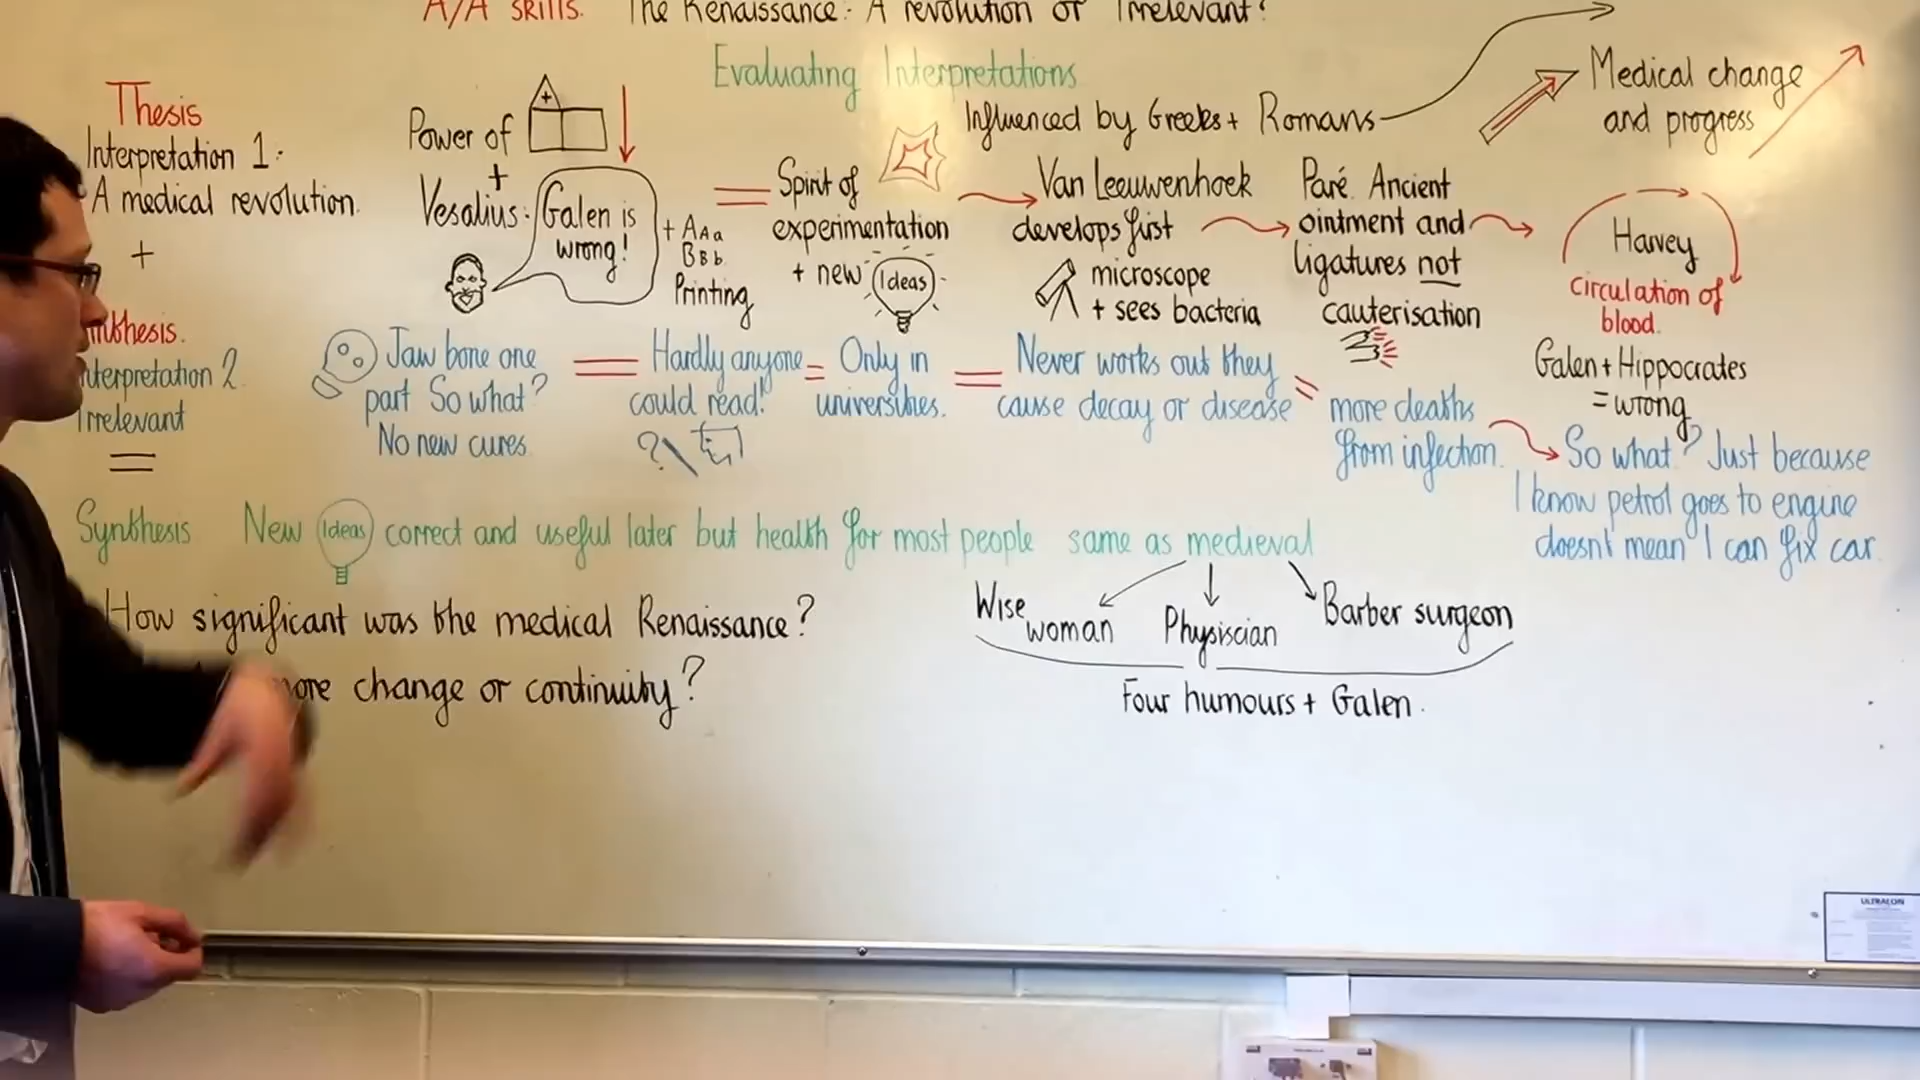 A/A SKILLS. The Renaissance: A revolution or Irrelevant?
Evaluating Interpretations
Thesis
Interpretation 1:
A medical revolution.
+
Power of
+
Vesalius:
Galen is
wrong!
+ AAa
BBb
Printing
=
Spirit of
experimentation
+ new Ideas
Influenced by Greeks + Romans
Van Leeuwenhoek
develops first
microscope
+ sees bacteria
Paré Ancient
ointment and
ligatures not
cauterisation
Medical change
and progress
Harvey
circulation of
blood.
Galen + Hippocrates
= wrong
Interpretation 2
Irrelevant
=
Jaw bone one
part So what?
No new cures
=
Hardly anyone
could read!
?
=
Only in
universities.
=
Never works out they
cause decay or disease
=
more deaths
from infection.
So what? Just because
I know petrol goes to engine
doesn't mean I can fix car.
Synthesis New Ideas correct and useful later but health for most people same as medieval
Wise
woman
Physiscian
Barber surgeon
Four humours + Galen.
How significant was the medical Renaissance?
more change or continuity?
ULTRALON